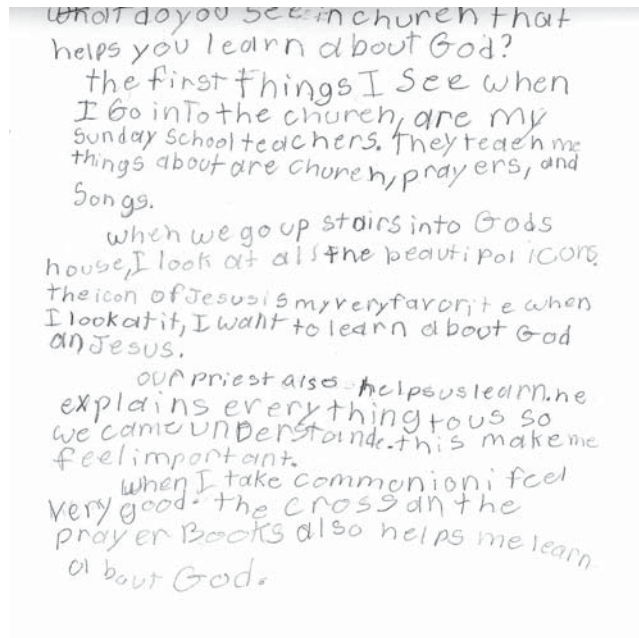 What do you see in church that
helps you learn about God?
the first things I see when
I Go into the church, are my
Sunday School teachers. They teach me
things about are church, prayers, and
Songs.
when we go up stairs into Gods
house, I look at all the beautipol icons.
the icon of Jesus is my very favorite when
I look at it, I want to learn about God
an Jesus.
our priest also helps us learn. he
explains everything to us so
we came understainde. this make me
feel important.
when I take communion i feel
very good. the cross an the
prayer Books also helps me learn
about God.